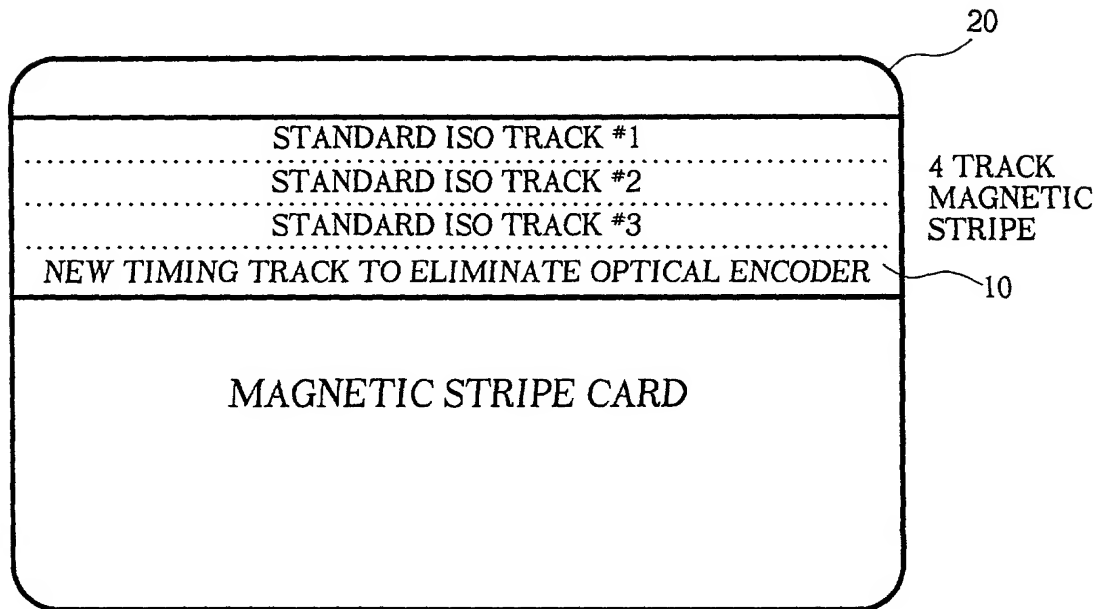 20
STANDARD ISO TRACK #1
STANDARD ISO TRACK #2
STANDARD ISO TRACK #3
NEW TIMING TRACK TO ELIMINATE OPTICAL ENCODER
4 TRACK
MAGNETIC
STRIPE
10
MAGNETIC STRIPE CARD